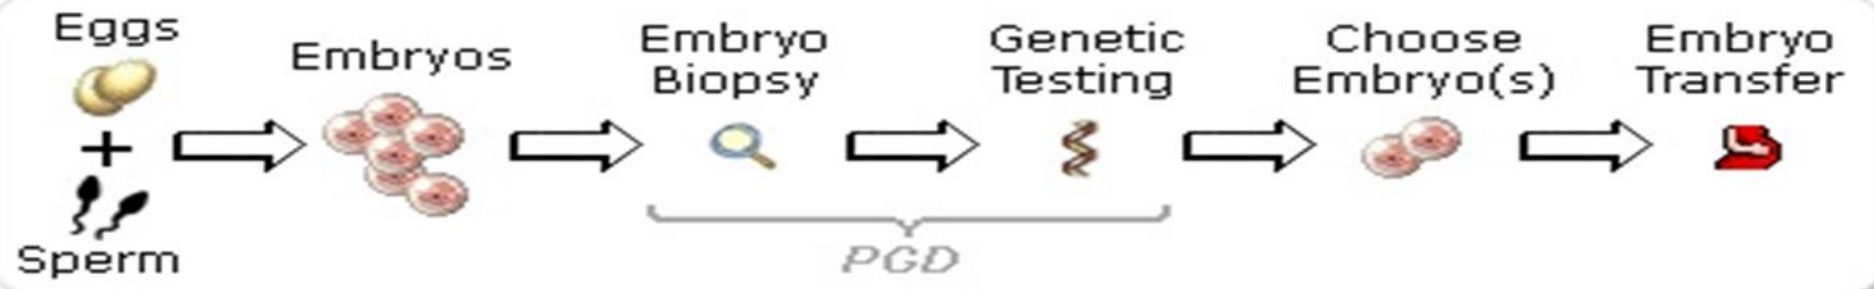 Eggs
+
Sperm
Embryos
Embryo
Biopsy
Genetic
Testing
PGD
Choose
Embryo(s)
Embryo
Transfer